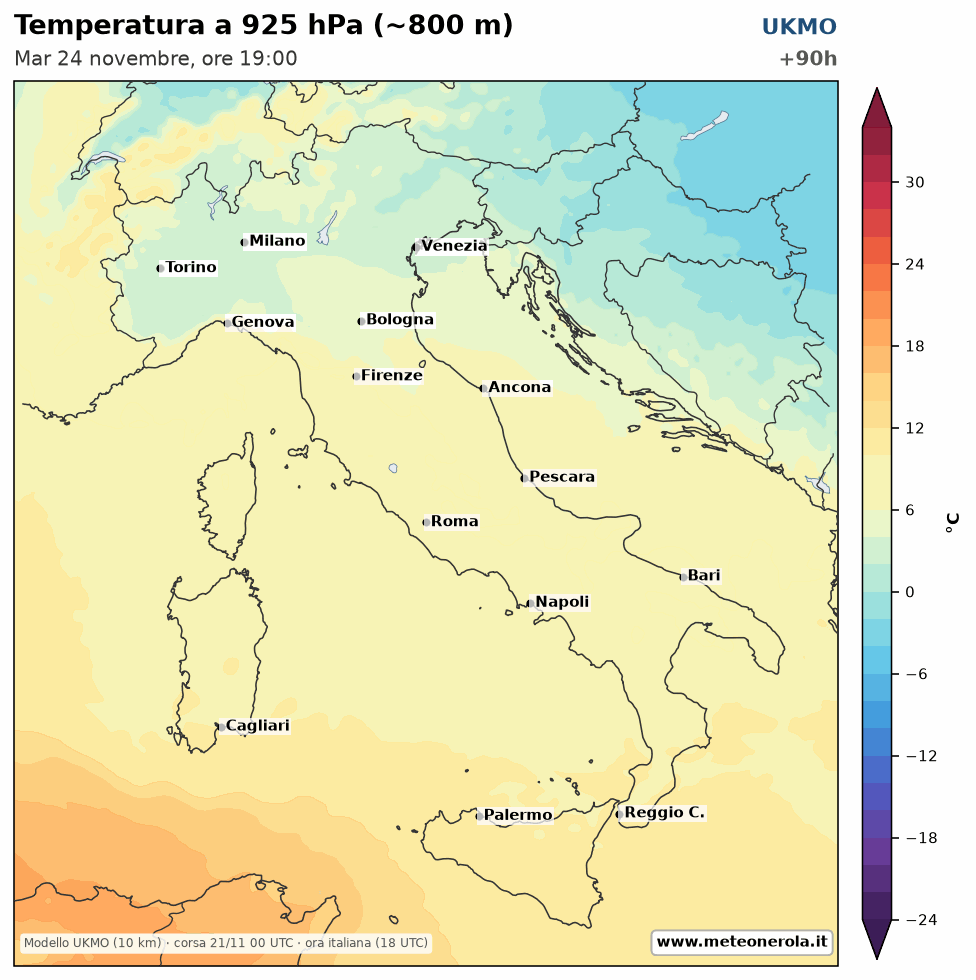 Temperatura a 925 hPa (~800 m)
UKMO
Mar 24 novembre, ore 19:00
+90h
Milano
Venezia
Torino
Genova
Bologna
Firenze
Ancona
Pescara
Roma
Bari
Napoli
Cagliari
Palermo
Reggio C.
30
24
18
12
6
0
−6
−12
−18
−24
°C
Modello UKMO (10 km) · corsa 21/11 00 UTC · ora italiana (18 UTC)
www.meteonerola.it